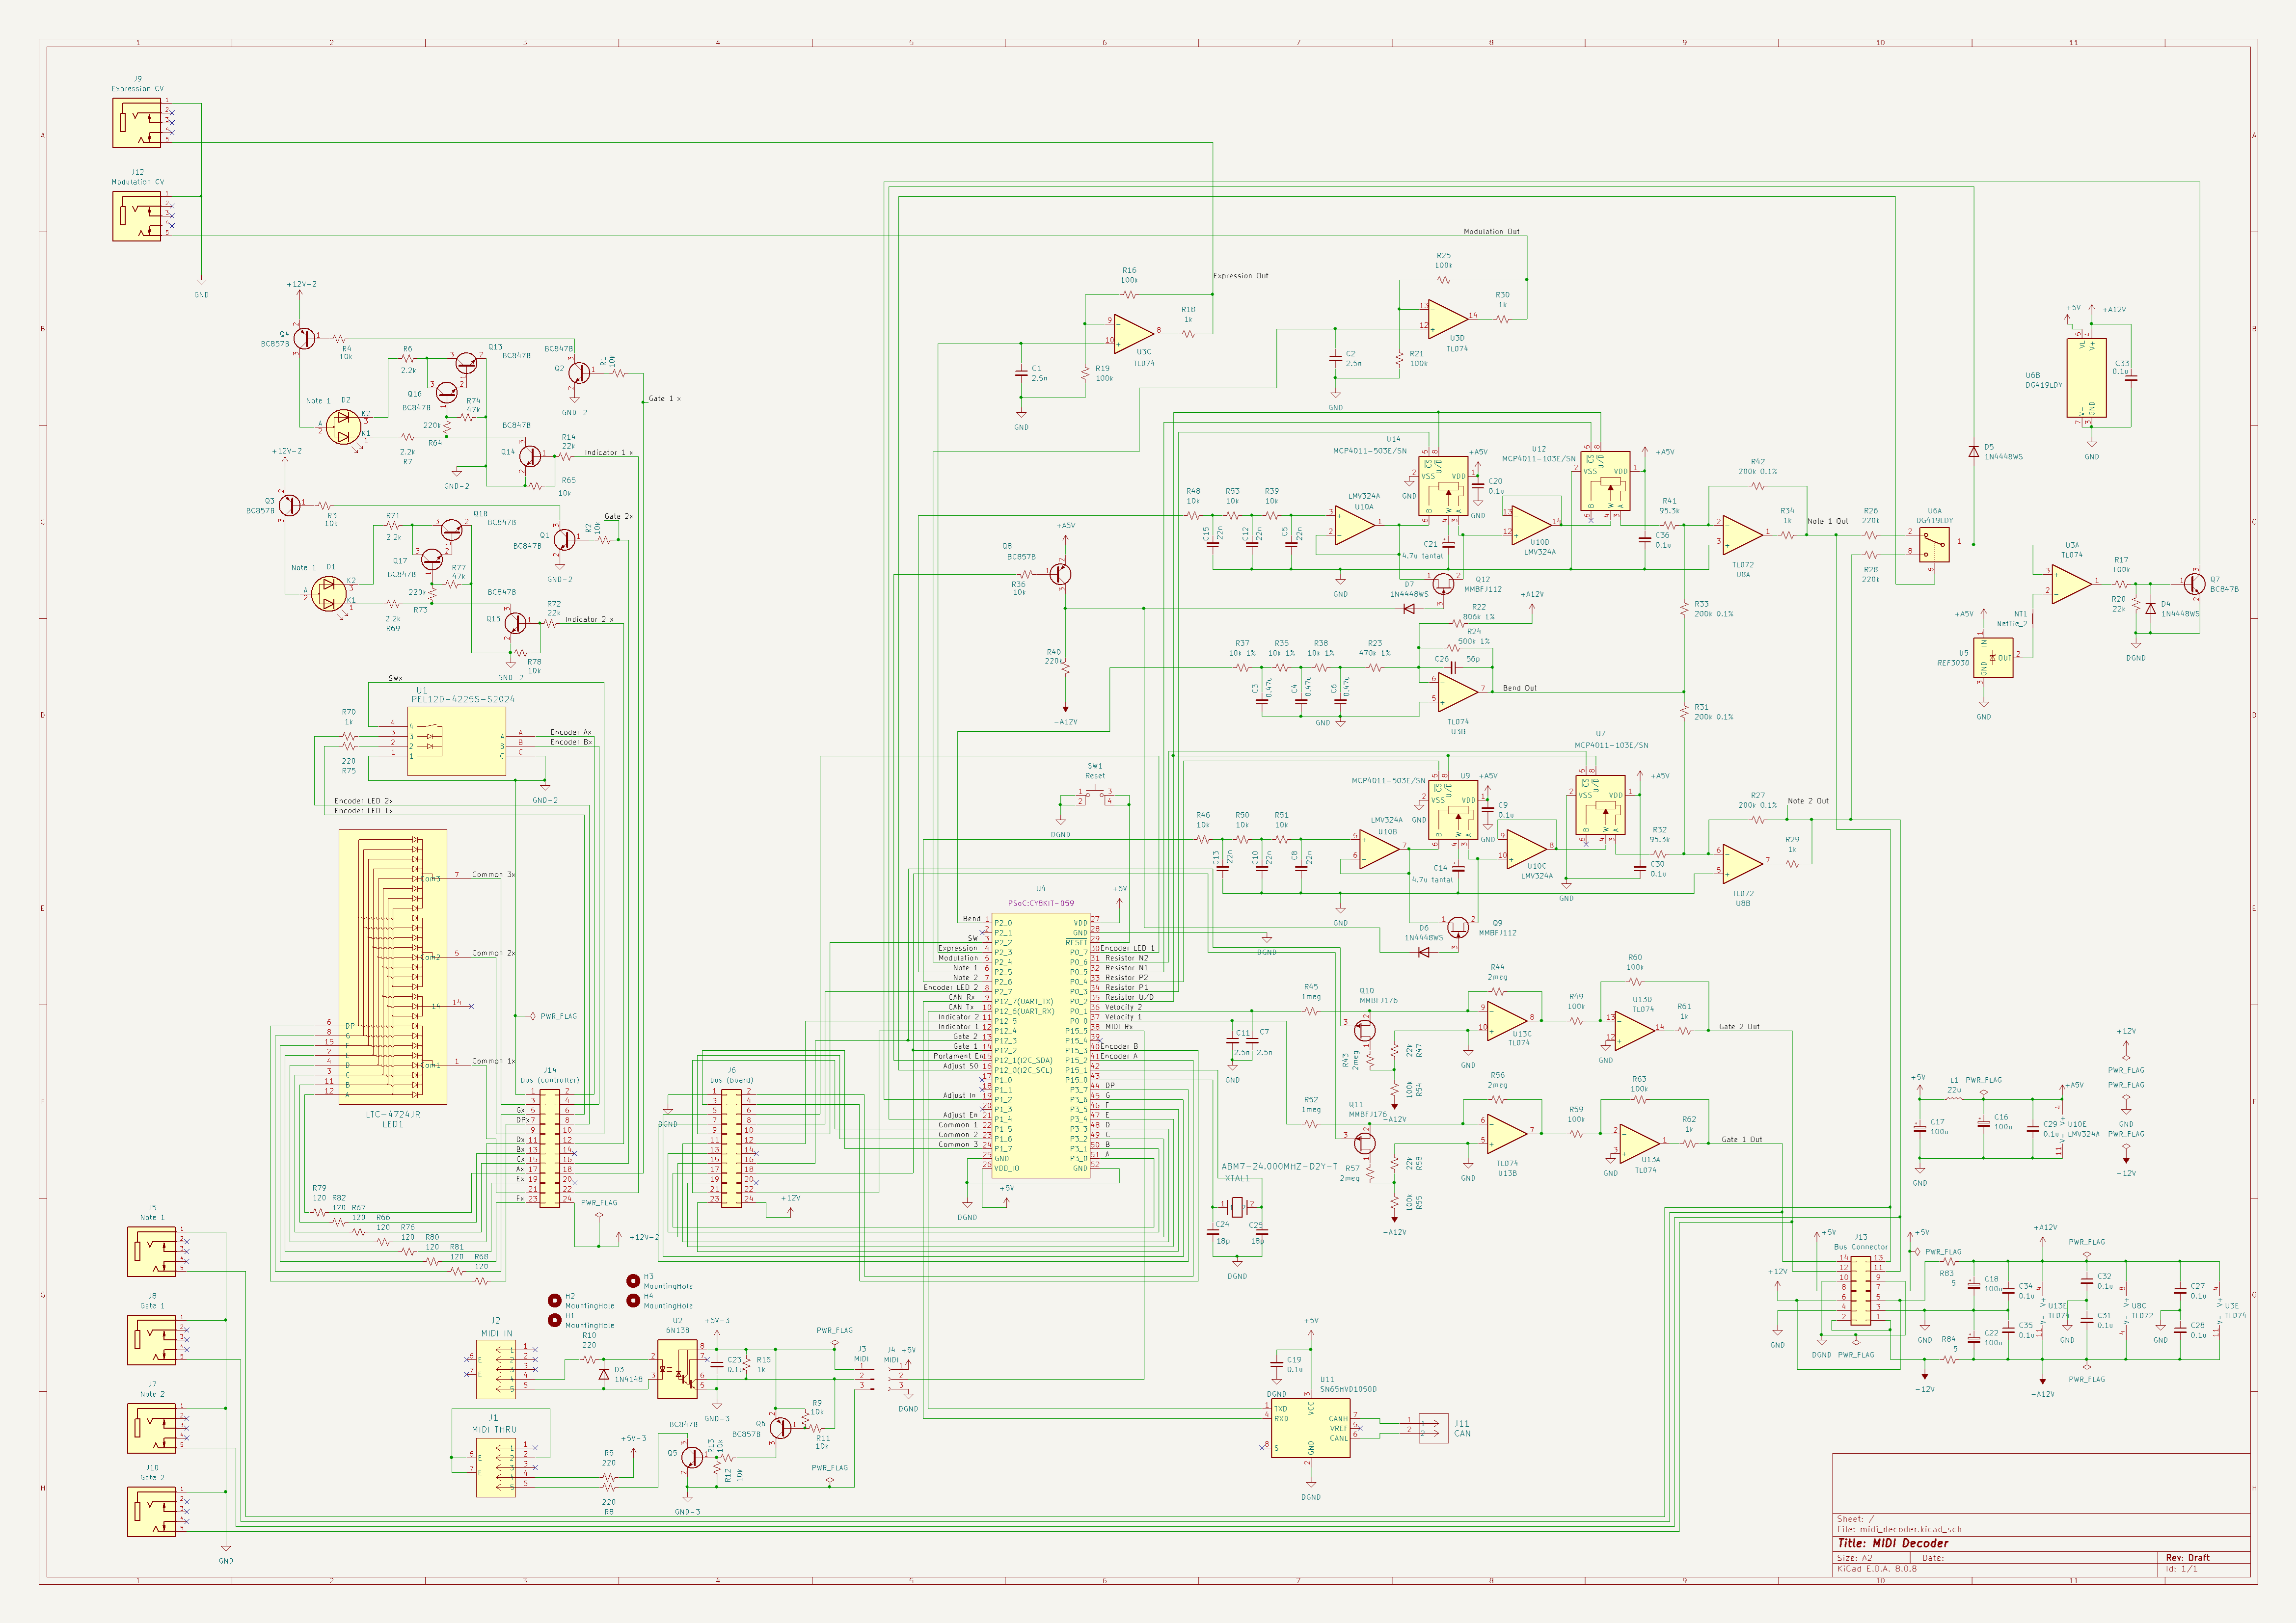 J9
Expression CV
J12
Modulation CV
GND
Modulation Out
Expression Out
R16
100k
R18
1k
U3C
TL074
C1
2.5n
R19
100k
GND
R25
100k
R30
1k
U3D
TL074
C2
2.5n
R21
100k
GND
+5V
+A12V
U6B
DG419LDY
C33
0.1u
GND
+12V-Z
Q4
BC857B
R4
10k
R6
2.2k
Q13
BC847B
Q16
BC847B
R74
47k
220k
R64
2.2k
R7
Note 1
D2
Q2
BC847B
R1
10k
GND-2
Gate 1 x
Q14
BC847B
R14
22k
Indicator 1 x
R65
10k
GND-2
+12V-Z
Q3
BC857B
R3
10k
R71
2.2k
Q18
BC847B
Q17
BC847B
R77
47k
220k
R73
2.2k
R69
Note 1
D1
Q1
BC847B
R2
10k
Gate 2x
GND-2
Q15
BC847B
R72
22k
Indicator 2 x
R78
10k
GND-2
SWx
U1
PEL12D-4225S-S2024
R70
1k
220
R75
Encoder Ax
Encoder Bx
GND-2
Encoder LED 2x
Encoder LED 1x
Common 3x
Common 2x
Common 1x
PWR_FLAG
LTC-4724JR
LED1
J14
bus (controller)
Gx
DPx
Dx
Bx
Cx
Ax
Ex
Fx
R79
120
R82
120
R67
120
R66
120
R76
120
R80
120
R81
120
R68
120
PWR_FLAG
+12V-2
J6
bus (board)
+12V
Q8
BC857B
+A5V
R36
10k
R40
220k
-A12V
SW1
Reset
DGND
U4
PSoC:CY8KIT-059
+5V
Bend
SW
Expression
Modulation
Note 1
Note 2
Encoder LED 2
CAN Rx
CAN Tx
Indicator 2
Indicator 1
Gate 2
Gate 1
Portament En
Adjust SO
Adjust In
Adjust En
Common 1
Common 2
Common 3
P2_0
P2_1
P2_2
P2_3
P2_4
P2_5
P2_6
P2_7
P12_7(UART_TX)
P12_6(UART_RX)
P12_5
P12_4
P12_3
P12_2
P12_1(I2C_SDA)
P12_0(I2C_SCL)
P1_0
P1_1
P1_2
P1_3
P1_4
P1_5
P1_6
P1_7
GND
VDD_IO
VDD
GND
RESET
P0_7
P0_6
P0_5
P0_4
P0_3
P0_2
P0_1
P0_0
P15_5
P15_4
P15_3
P15_2
P15_1
P15_0
P3_7
P3_6
P3_5
P3_4
P3_3
P3_2
P3_1
P3_0
GND
Encoder LED 1
Resistor N2
Resistor N1
Resistor P2
Resistor P1
Resistor U/D
Velocity 2
Velocity 1
MIDI Rx
Encoder B
Encoder A
DP
G
F
E
D
C
B
A
DGND
+5V
DGND
ABM7-24.000MHZ-D2Y-T
XTAL1
C24
18p
C25
18p
DGND
U14
MCP4011-503E/SN
+A5V
C20
0.1u
GND
U12
MCP4011-103E/SN
+A5V
R48
10k
R53
10k
R39
10k
C15
22n
C12
22n
C5
22n
LMV324A
U10A
C21
4.7u tantal
U10D
LMV324A
R41
95.3k
C36
0.1u
R42
200k 0.1%
TL072
U8A
R34
1k
Note 1 Out
R26
220k
R28
220k
U6A
DG419LDY
D7
1N4448WS
Q12
MMBFJ112
R22
806k 1%
+A12V
R24
500k 1%
C26
56p
R37
10k 1%
R35
10k 1%
R38
10k 1%
R23
470k 1%
C3
0.47u
C4
0.47u
C6
0.47u
GND
TL074
U3B
Bend Out
R33
200k 0.1%
R31
200k 0.1%
D5
1N4448WS
U3A
TL074
R17
100k
R20
22k
D4
1N4448WS
Q7
BC847B
DGND
+A5V
U5
REF3030
NT1
NetTie_2
GND
U7
MCP4011-103E/SN
+A5V
MCP4011-503E/SN
U9
+A5V
C9
0.1u
GND
R46
10k
R50
10k
R51
10k
C13
22n
C10
22n
C8
22n
LMV324A
U10B
C14
4.7u tantal
U10C
LMV324A
R32
95.3k
C30
0.1u
GND
R27
200k 0.1%
Note 2 Out
R29
1k
TL072
U8B
D6
1N4448WS
Q9
MMBFJ112
R45
1meg
Q10
MMBFJ176
R44
2meg
U13C
TL074
R43
2meg
22k
R47
100k
R54
-A12V
R49
100k
R60
100k
U13D
TL074
R61
1k
Gate 2 Out
C11
2.5n
C7
2.5n
GND
R52
1meg
Q11
MMBFJ176
R56
2meg
TL074
U13B
R57
2meg
22k
R58
100k
R55
-A12V
R59
100k
R63
100k
TL074
U13A
R62
1k
Gate 1 Out
+5V
L1
22u
PWR_FLAG
+A5V
C17
100u
C16
100u
C29
0.1u
U10E
LMV324A
GND
+12V
PWR_FLAG
GND
PWR_FLAG
-12V
J13
Bus Connector
+5V
+5V
PWR_FLAG
+12V
GND
DGND
PWR_FLAG
R83
5
R84
5
C18
100u
C22
100u
C34
0.1u
C35
0.1u
+A12V
U13E
TL074
-A12V
PWR_FLAG
C32
0.1u
C31
0.1u
PWR_FLAG
U8C
TL072
C27
0.1u
C28
0.1u
U3E
TL074
GND
-12V
J5
Note 1
J8
Gate 1
J7
Note 2
J10
Gate 2
GND
H3
MountingHole
H4
MountingHole
H2
MountingHole
H1
MountingHole
J2
MIDI IN
R10
220
D3
1N4148
U2
6N138
+5V-3
C23
0.1u
R15
1k
GND-3
PWR_FLAG
J3
MIDI
J4
MIDI
+5V
DGND
J1
MIDI THRU
R5
220
220
R8
+5V-3
BC847B
Q5
GND-3
R13
10k
R12
10k
Q6
BC857B
R9
10k
R11
10k
PWR_FLAG
+5V
C19
0.1u
DGND
U11
SN65HVD1050D
TXD
RXD
VCC
CANH
VREF
CANL
S
GND
DGND
J11
CAN
Sheet: /
File: midi_decoder.kicad_sch
Title: MIDI Decoder
Size: A2
Date:
Rev: Draft
KiCad E.D.A. 8.0.8
Id: 1/1